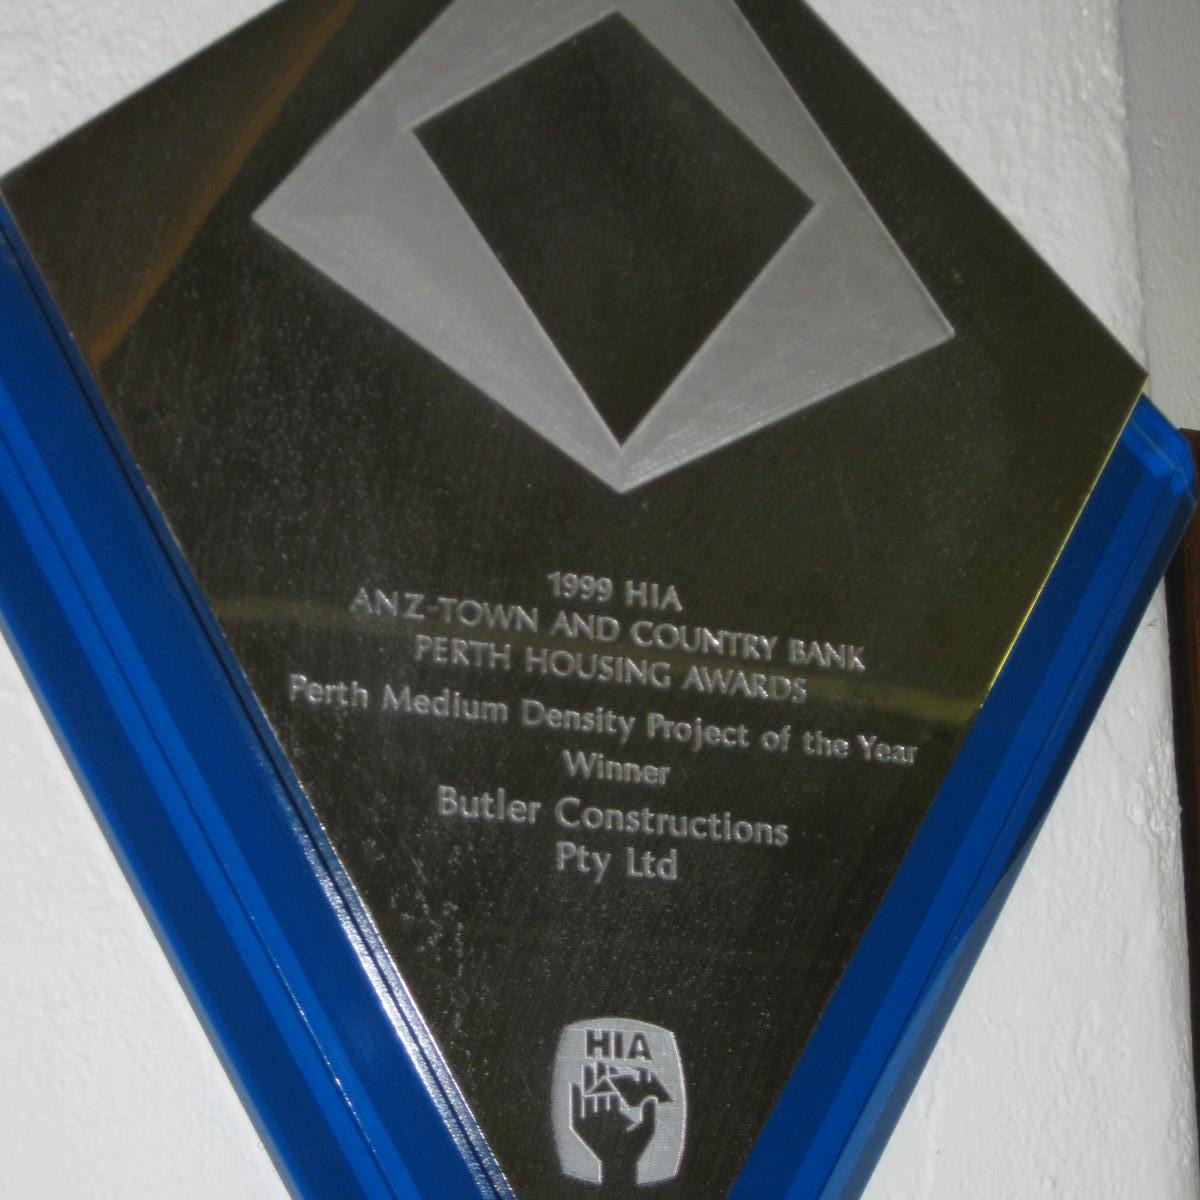 1999 HIA
ANZ-TOWN AND COUNTRY BANK
PERTH HOUSING AWARDS
Perth Medium Density Project of the Year
Winner
Butler Constructions
Pty Ltd
HIA